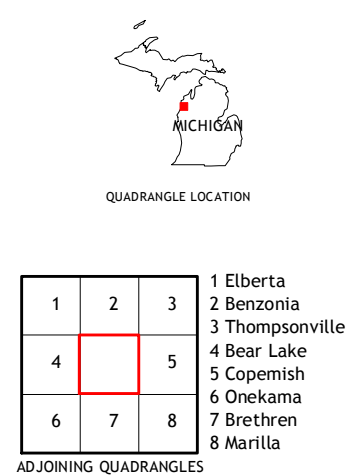 MICHIGAN
QUADRANGLE LOCATION
1 2 3
4 5
6 7 8
1 Elberta
2 Benzonia
3 Thompsonville
4 Bear Lake
5 Copemish
6 Onekama
7 Brethren
8 Marilla
ADJOINING QUADRANGLES